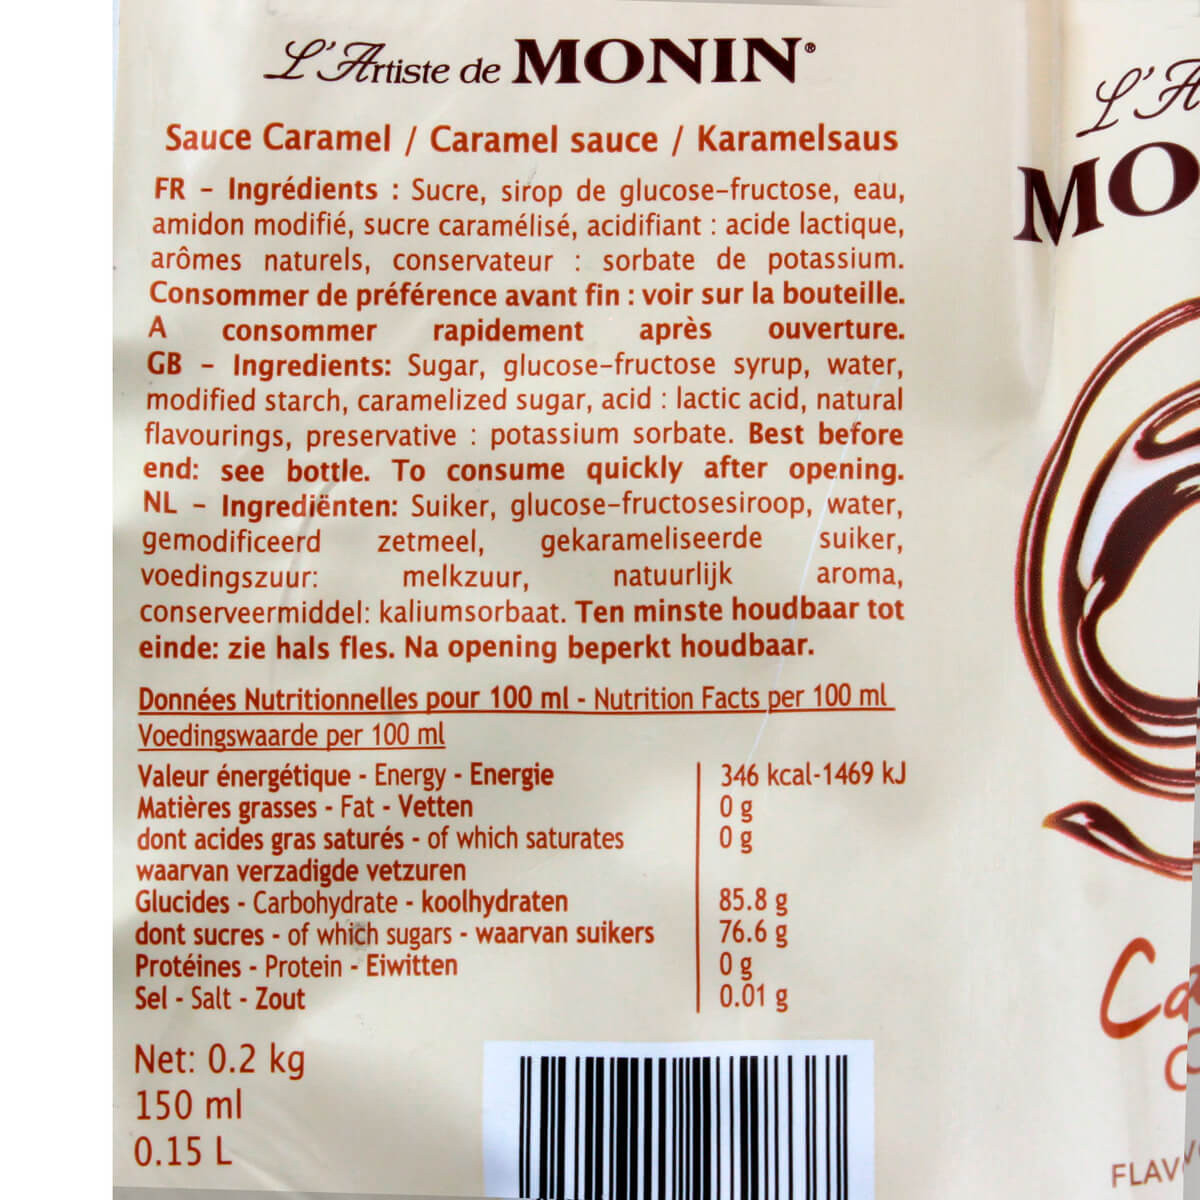 L'Artiste de MONIN®
Sauce Caramel / Caramel sauce / Karamelsaus
FR - Ingrédients : Sucre, sirop de glucose-fructose, eau,
amidon modifié, sucre caramélisé, acidifiant : acide lactique,
arômes naturels, conservateur : sorbate de potassium.
Consommer de préférence avant fin : voir sur la bouteille.
A consommer rapidement après ouverture.
GB - Ingredients: Sugar, glucose-fructose syrup, water,
modified starch, caramelized sugar, acid : lactic acid, natural
flavourings, preservative : potassium sorbate. Best before
end: see bottle. To consume quickly after opening.
NL - Ingrediënten: Suiker, glucose-fructosesiroop, water,
gemodificeerd zetmeel, gekarameliseerde suiker,
voedingszuur: melkzuur, natuurlijk aroma,
conserveermiddel: kaliumsorbaat. Ten minste houdbaar tot
einde: zie hals fles. Na opening beperkt houdbaar.
Données Nutritionnelles pour 100 ml - Nutrition Facts per 100 ml
Voedingswaarde per 100 ml
Valeur énergétique - Energy - Energie 346 kcal-1469 kJ
Matières grasses - Fat - Vetten 0 g
dont acides gras saturés - of which saturates 0 g
waarvan verzadigde vetzuren
Glucides - Carbohydrate - koolhydraten 85.8 g
dont sucres - of which sugars - waarvan suikers 76.6 g
Protéines - Protein - Eiwitten 0 g
Sel - Salt - Zout 0.01 g
Net: 0.2 kg
150 ml
0.15 L
L'A
MO
Ca
FLAV